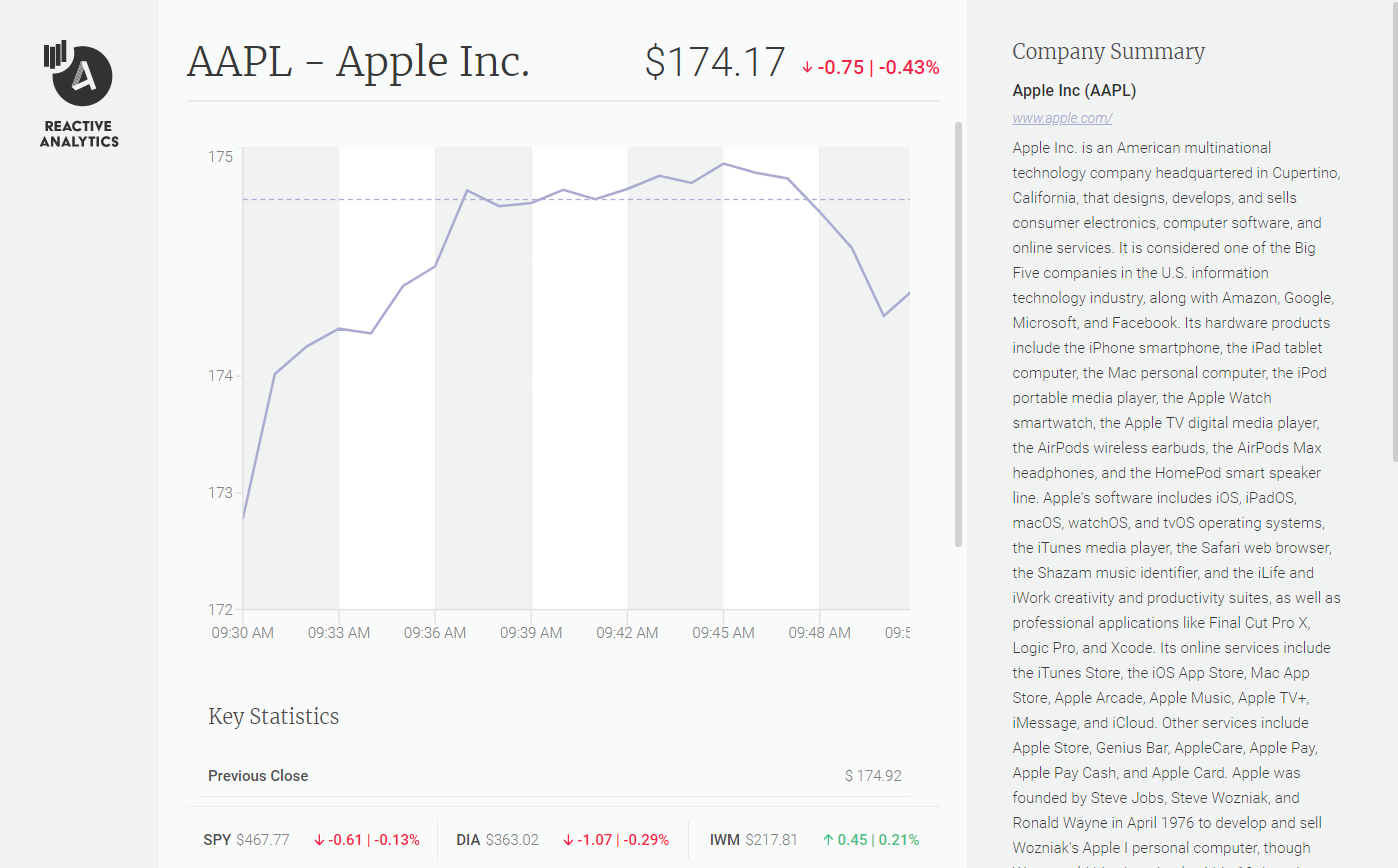 REACTIVE
ANALYTICS
AAPL - Apple Inc.
$174.17
-0.75 | -0.43%
175
174
173
172
09:30 AM
09:33 AM
09:36 AM
09:39 AM
09:42 AM
09:45 AM
09:48 AM
09:5
Key Statistics
Previous Close
$ 174.92
SPY $467.77 ↓ -0.61 | -0.13%
DIA $363.02 ↓ -1.07 | -0.29%
IWM $217.81 ↑ 0.45 | 0.21%
Company Summary
Apple Inc (AAPL)
www.apple.com/
Apple Inc. is an American multinational
technology company headquartered in Cupertino,
California, that designs, develops, and sells
consumer electronics, computer software, and
online services. It is considered one of the Big
Five companies in the U.S. information
technology industry, along with Amazon, Google,
Microsoft, and Facebook. Its hardware products
include the iPhone smartphone, the iPad tablet
computer, the Mac personal computer, the iPod
portable media player, the Apple Watch
smartwatch, the Apple TV digital media player,
the AirPods wireless earbuds, the AirPods Max
headphones, and the HomePod smart speaker
line. Apple's software includes iOS, iPadOS,
macOS, watchOS, and tvOS operating systems,
the iTunes media player, the Safari web browser,
the Shazam music identifier, and the iLife and
iWork creativity and productivity suites, as well as
professional applications like Final Cut Pro X,
Logic Pro, and Xcode. Its online services include
the iTunes Store, the iOS App Store, Mac App
Store, Apple Arcade, Apple Music, Apple TV+,
iMessage, and iCloud. Other services include
Apple Store, Genius Bar, AppleCare, Apple Pay,
Apple Pay Cash, and Apple Card. Apple was
founded by Steve Jobs, Steve Wozniak, and
Ronald Wayne in April 1976 to develop and sell
Wozniak's Apple I personal computer, though